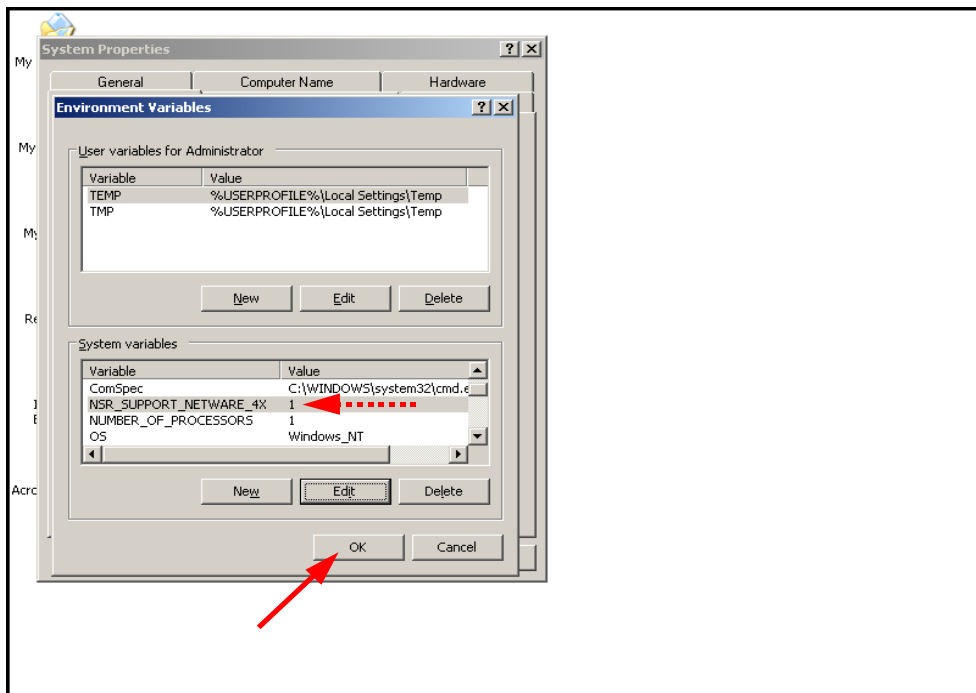 My
System Properties
General Computer Name Hardware
Environment Variables
My
User variables for Administrator
Variable Value
TEMP %USERPROFILE%\Local Settings\Temp
TMP %USERPROFILE%\Local Settings\Temp
New Edit Delete
Re
System variables
Variable Value
ComSpec C:\WINDOWS\system32\cmd.e
NSR_SUPPORT_NETWARE_4X 1
NUMBER_OF_PROCESSORS 1
OS Windows_NT
Acro
New Edit Delete
OK Cancel